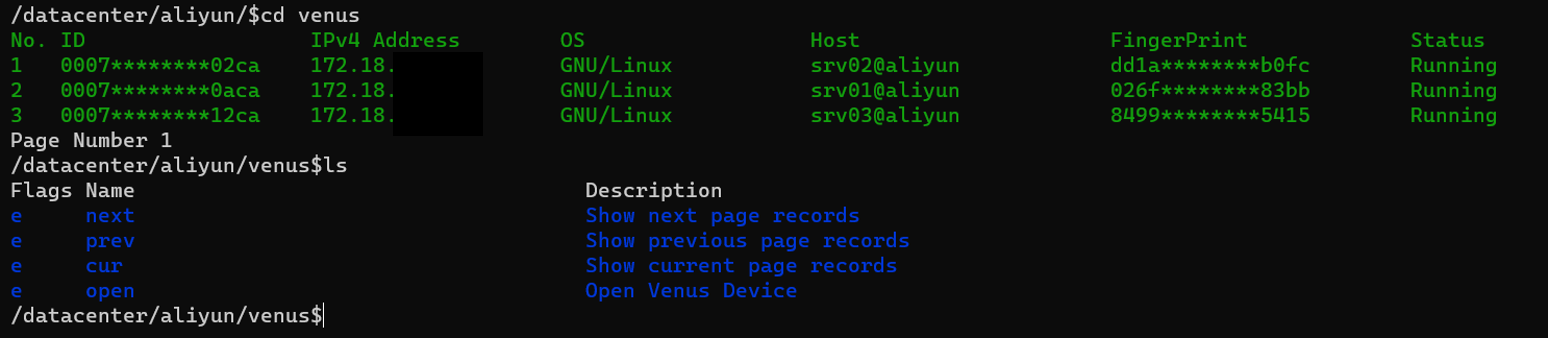 /datacenter/aliyun/$cd venus
No. ID IPv4 Address OS Host FingerPrint Status
1 0007********02ca 172.18. GNU/Linux srv02@aliyun dd1a********b0fc Running
2 0007********0aca 172.18. GNU/Linux srv01@aliyun 026f********83bb Running
3 0007********12ca 172.18. GNU/Linux srv03@aliyun 8499********5415 Running
Page Number 1
/datacenter/aliyun/venus$ls
Flags Name Description
e next Show next page records
e prev Show previous page records
e cur Show current page records
e open Open Venus Device
/datacenter/aliyun/venus$